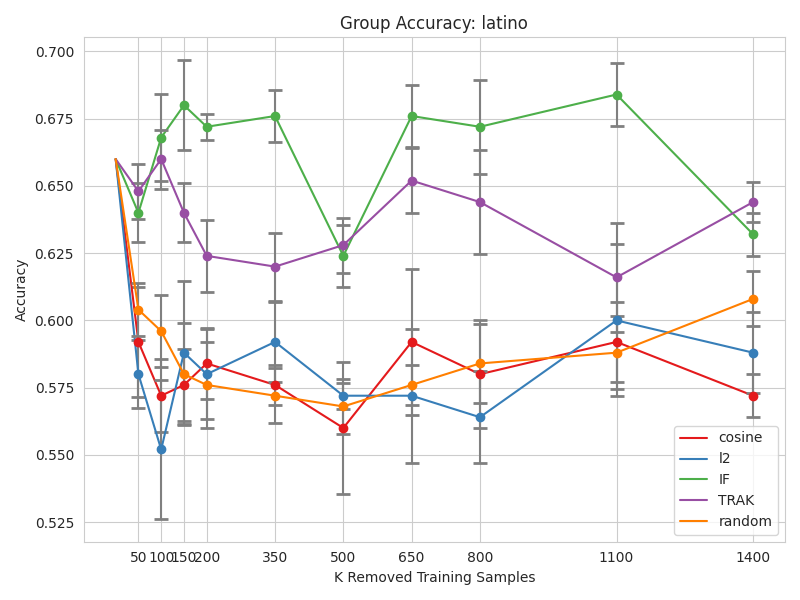 Group Accuracy: latino
0.700
0.675
0.650
0.625
0.600
0.575
0.550
0.525
Accuracy
50 100 150 200 350 500 650 800 1100 1400
K Removed Training Samples
cosine
l2
IF
TRAK
random